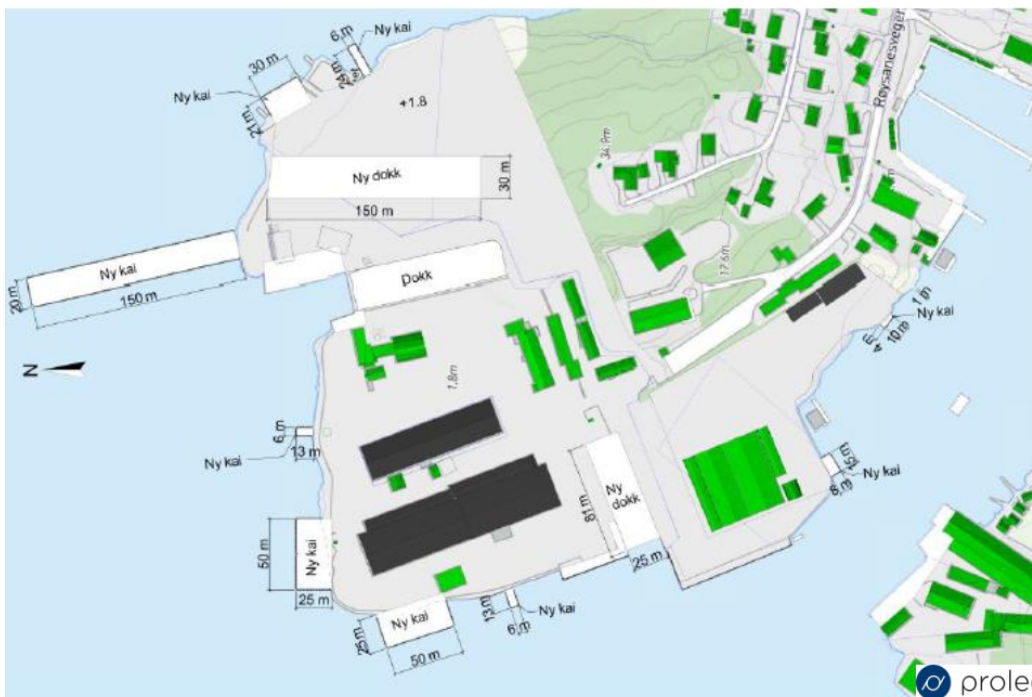 6 m
Ny kai
30 m
24 m
Ny kai
21 m
+1.8
Røysanesvegen
34.9m
Ny dokk
30 m
150 m
Ny kai
20 m
150 m
Dokk
17.6m
1 m
Ny kai
10 m
4 m
N
1.8m
6 m
13 m
Ny kai
15 m
Ny kai
8 m
Ny
dokk
81 m
25 m
50 m
Ny kai
25 m
13 m
Ny kai
6 m
Ny kai
25 m
50 m
proles